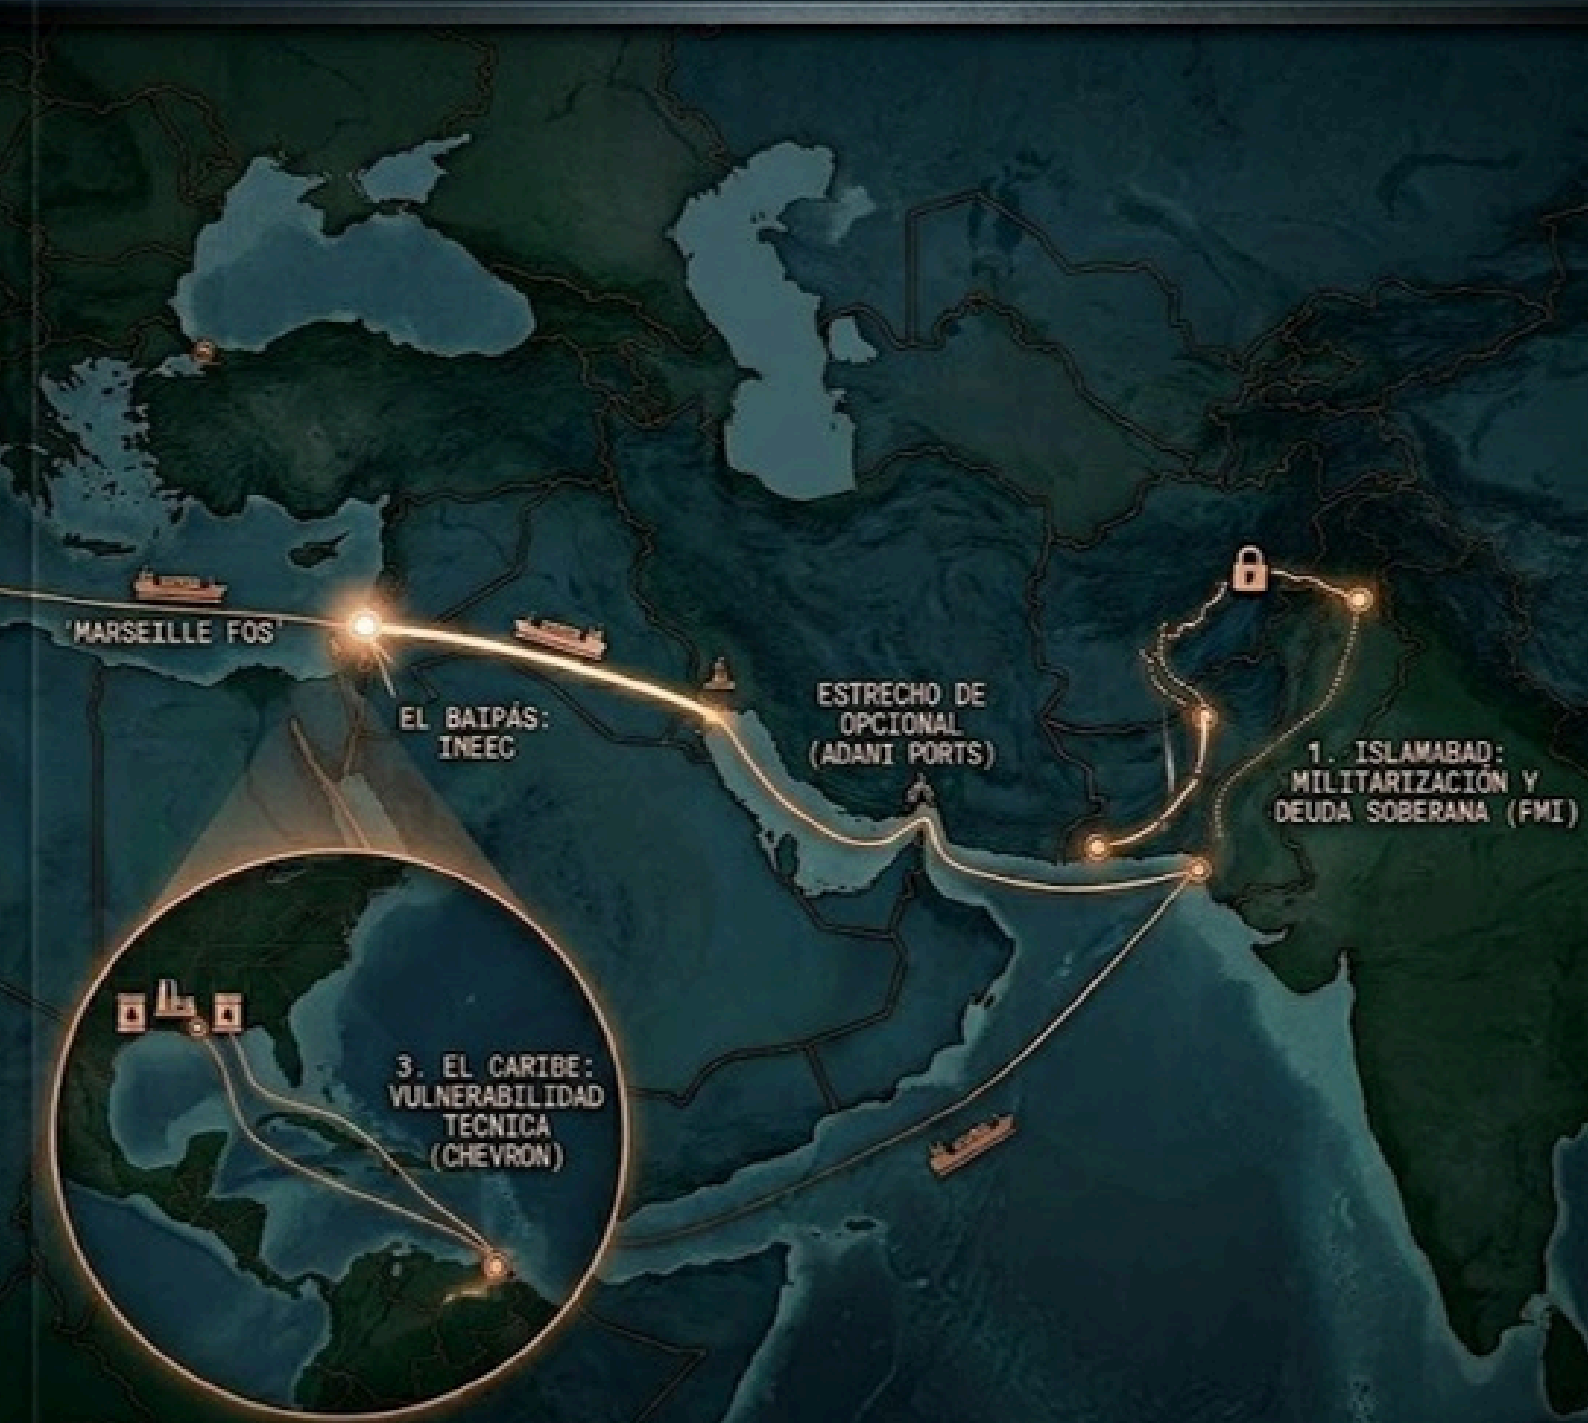 'MARSEILLE FOS'
EL BAIPÁS:
IMEEC
ESTRECHO DE
OPCIONAL
(ADANI PORTS)
1. ISLAMABAD:
MILITARIZACIÓN Y
DEUDA SOBERANA (FMI)
3. EL CARIBE:
VULNERABILIDAD
TECNICA
(CHEVRON)